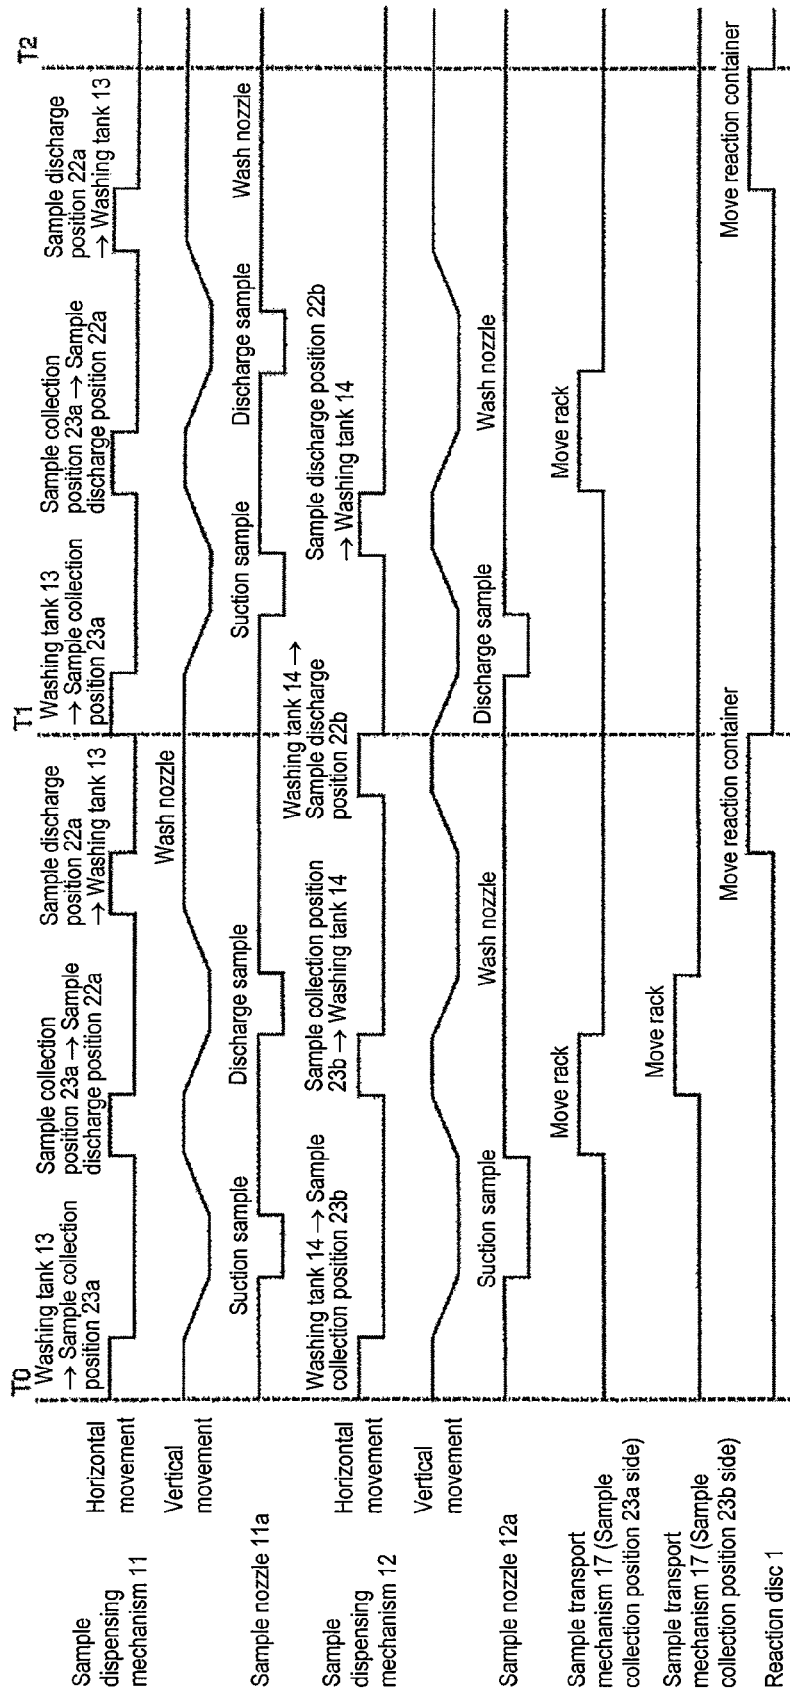 T0
T1
T2
Sample
dispensing
mechanism 11
Horizontal
movement
Washing tank 13
→ Sample collection
position 23a
Sample collection
position 23a → Sample
discharge position 22a
Sample discharge
position 22a
→ Washing tank 13
Washing tank 13
→ Sample collection
position 23a
Sample collection
position 23a → Sample
discharge position 22a
Sample discharge
position 22a
→ Washing tank 13
Vertical
movement
Wash nozzle
Sample nozzle 11a
Suction sample
Discharge sample
Suction sample
Discharge sample
Wash nozzle
Sample
dispensing
mechanism 12
Horizontal
movement
Washing tank 14 → Sample
collection position 23b
Sample collection position
23b → Washing tank 14
Washing tank 14 →
Sample discharge
position 22b
Sample discharge position 22b
→ Washing tank 14
Vertical
movement
Sample nozzle 12a
Suction sample
Wash nozzle
Discharge sample
Wash nozzle
Sample transport
mechanism 17 (Sample
collection position 23a side)
Move rack
Move rack
Sample transport
mechanism 17 (Sample
collection position 23b side)
Move rack
Reaction disc 1
Move reaction container
Move reaction container